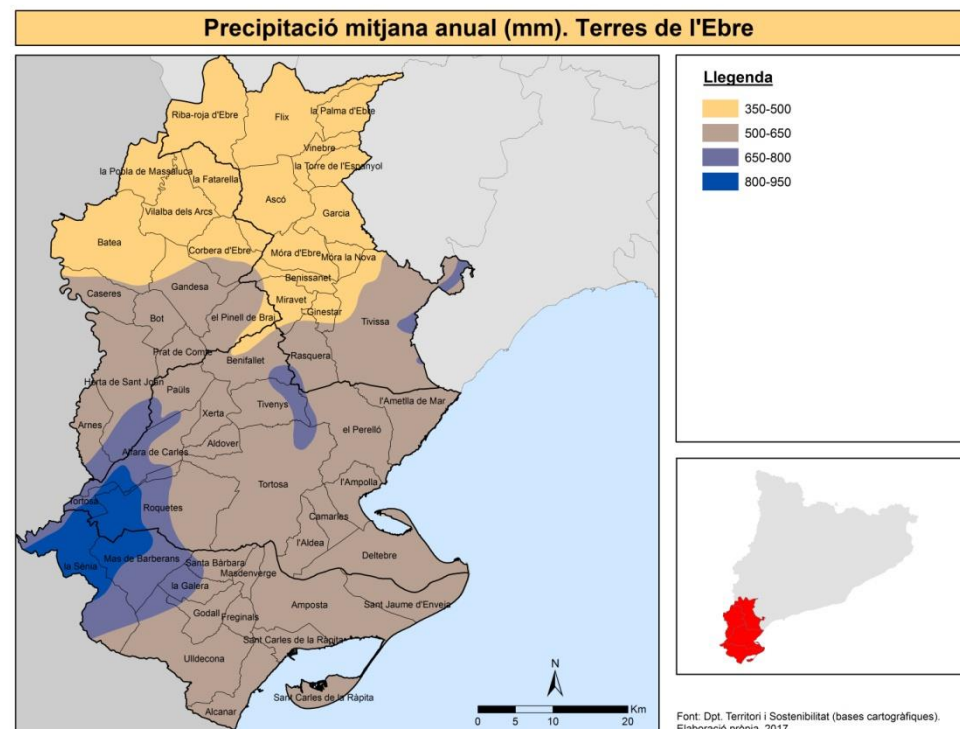 Precipitació mitjana anual (mm). Terres de l'Ebre
Llegenda
350-500
500-650
650-800
800-950
Riba-roja d'Ebre
Flix
la Palma d'Ebre
Vinebre
la Torre de l'Espanyol
la Pobla de Massaluca
la Fatarella
Ascó
Vilalba dels Arcs
Garcia
Batea
Corbera d'Ebre
Móra d'Ebre
Móra la Nova
Benissanet
Gandesa
Caseres
Miravet
Ginestar
Bot
el Pinell de Brai
Tivissa
Prat de Comte
Benifallet
Rasquera
Horta de Sant Joan
Paüls
Tivenys
l'Ametlla de Mar
Xerta
Arnes
Aldover
el Perelló
Alfara de Carles
Tortosa
l'Ampolla
Tortosa
Roquetes
Camarles
l'Aldea
Deltebre
Mas de Barberans
la Sénia
Santa Bàrbara
Masdenverge
la Galera
Amposta
Sant Jaume d'Enveja
Godall
Freginals
Sant Carles de la Ràpita
Ulldecona
Sant Carles de la Ràpita
Alcanar
N
Km
0 5 10 20
Font: Dpt. Territori i Sostenibilitat (bases cartogràfiques).
Elaboració pròpia, 2017